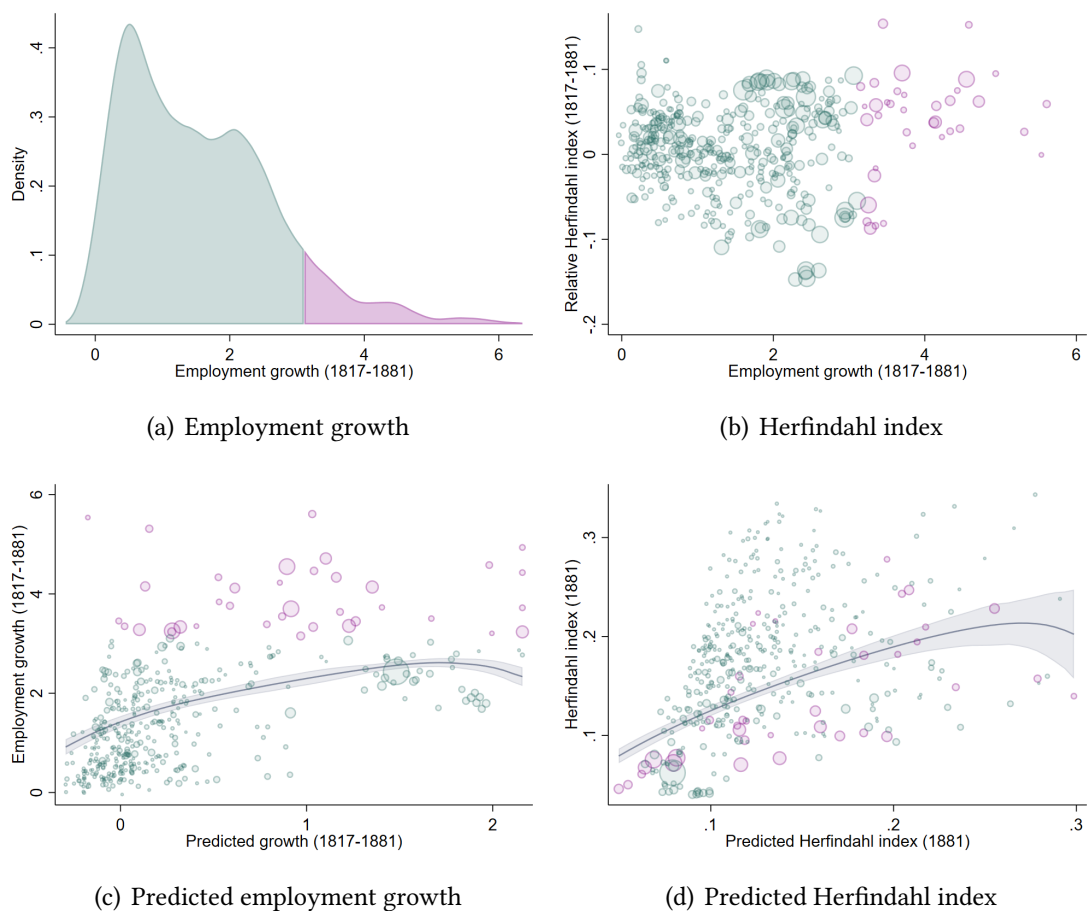 Density
.4
.3
.2
.1
0
0 2 4 6
Employment growth (1817-1881)
(a) Employment growth
Relative Herfindahl index (1817-1881)
.1
0
-.1
-.2
0 2 4 6
Employment growth (1817-1881)
(b) Herfindahl index
Employment growth (1817-1881)
6
4
2
0
0 1 2
Predicted growth (1817-1881)
(c) Predicted employment growth
Herfindahl index (1881)
.3
.2
.1
.1 .2 .3
Predicted Herfindahl index (1881)
(d) Predicted Herfindahl index